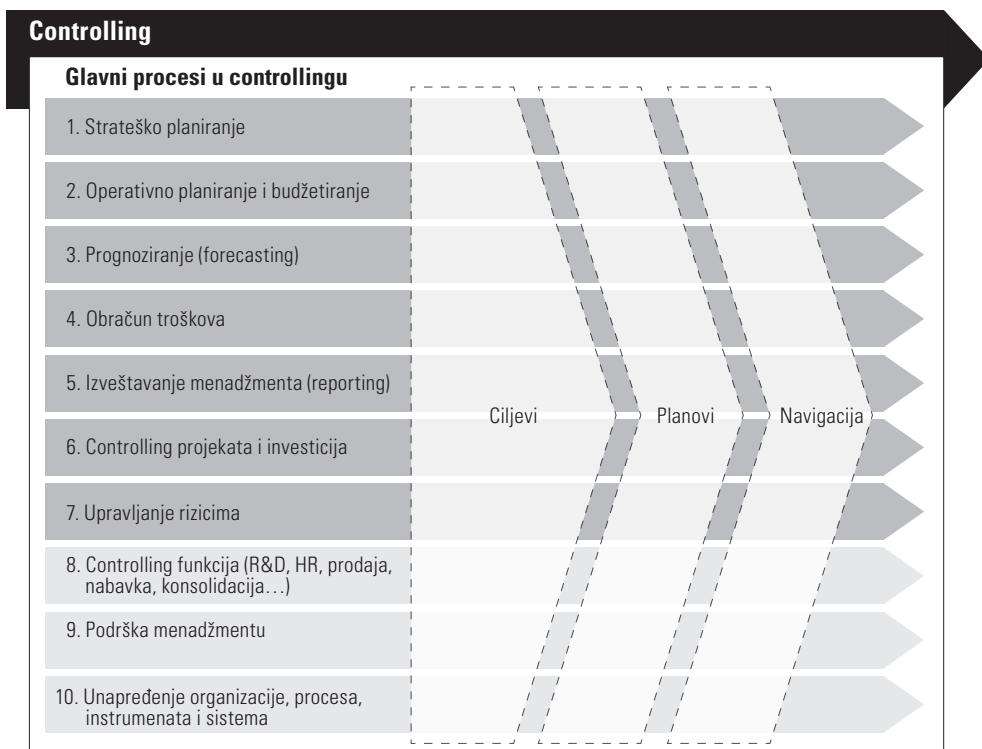 Controlling
Glavni procesi u controllingu
1. Strateško planiranje
2. Operativno planiranje i budžetiranje
3. Prognoziranje (forecasting)
4. Obračun troškova
5. Izveštavanje menadžmenta (reporting)
Ciljevi
Planovi
Navigacija
6. Controlling projekata i investicija
7. Upravljanje rizicima
8. Controlling funkcija (R&D, HR, prodaja,
nabavka, konsolidacija…)
9. Podrška menadžmentu
10. Unapređenje organizacije, procesa,
instrumenata i sistema